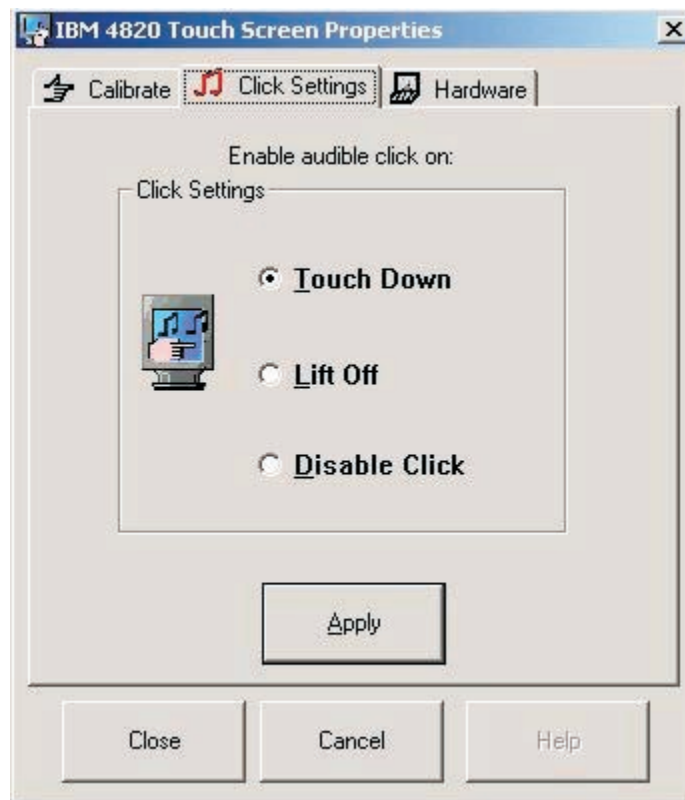 IBM 4820 Touch Screen Properties
Calibrate Click Settings Hardware
Enable audible click on:
Click Settings
Touch Down
Lift Off
Disable Click
Apply
Close Cancel Help